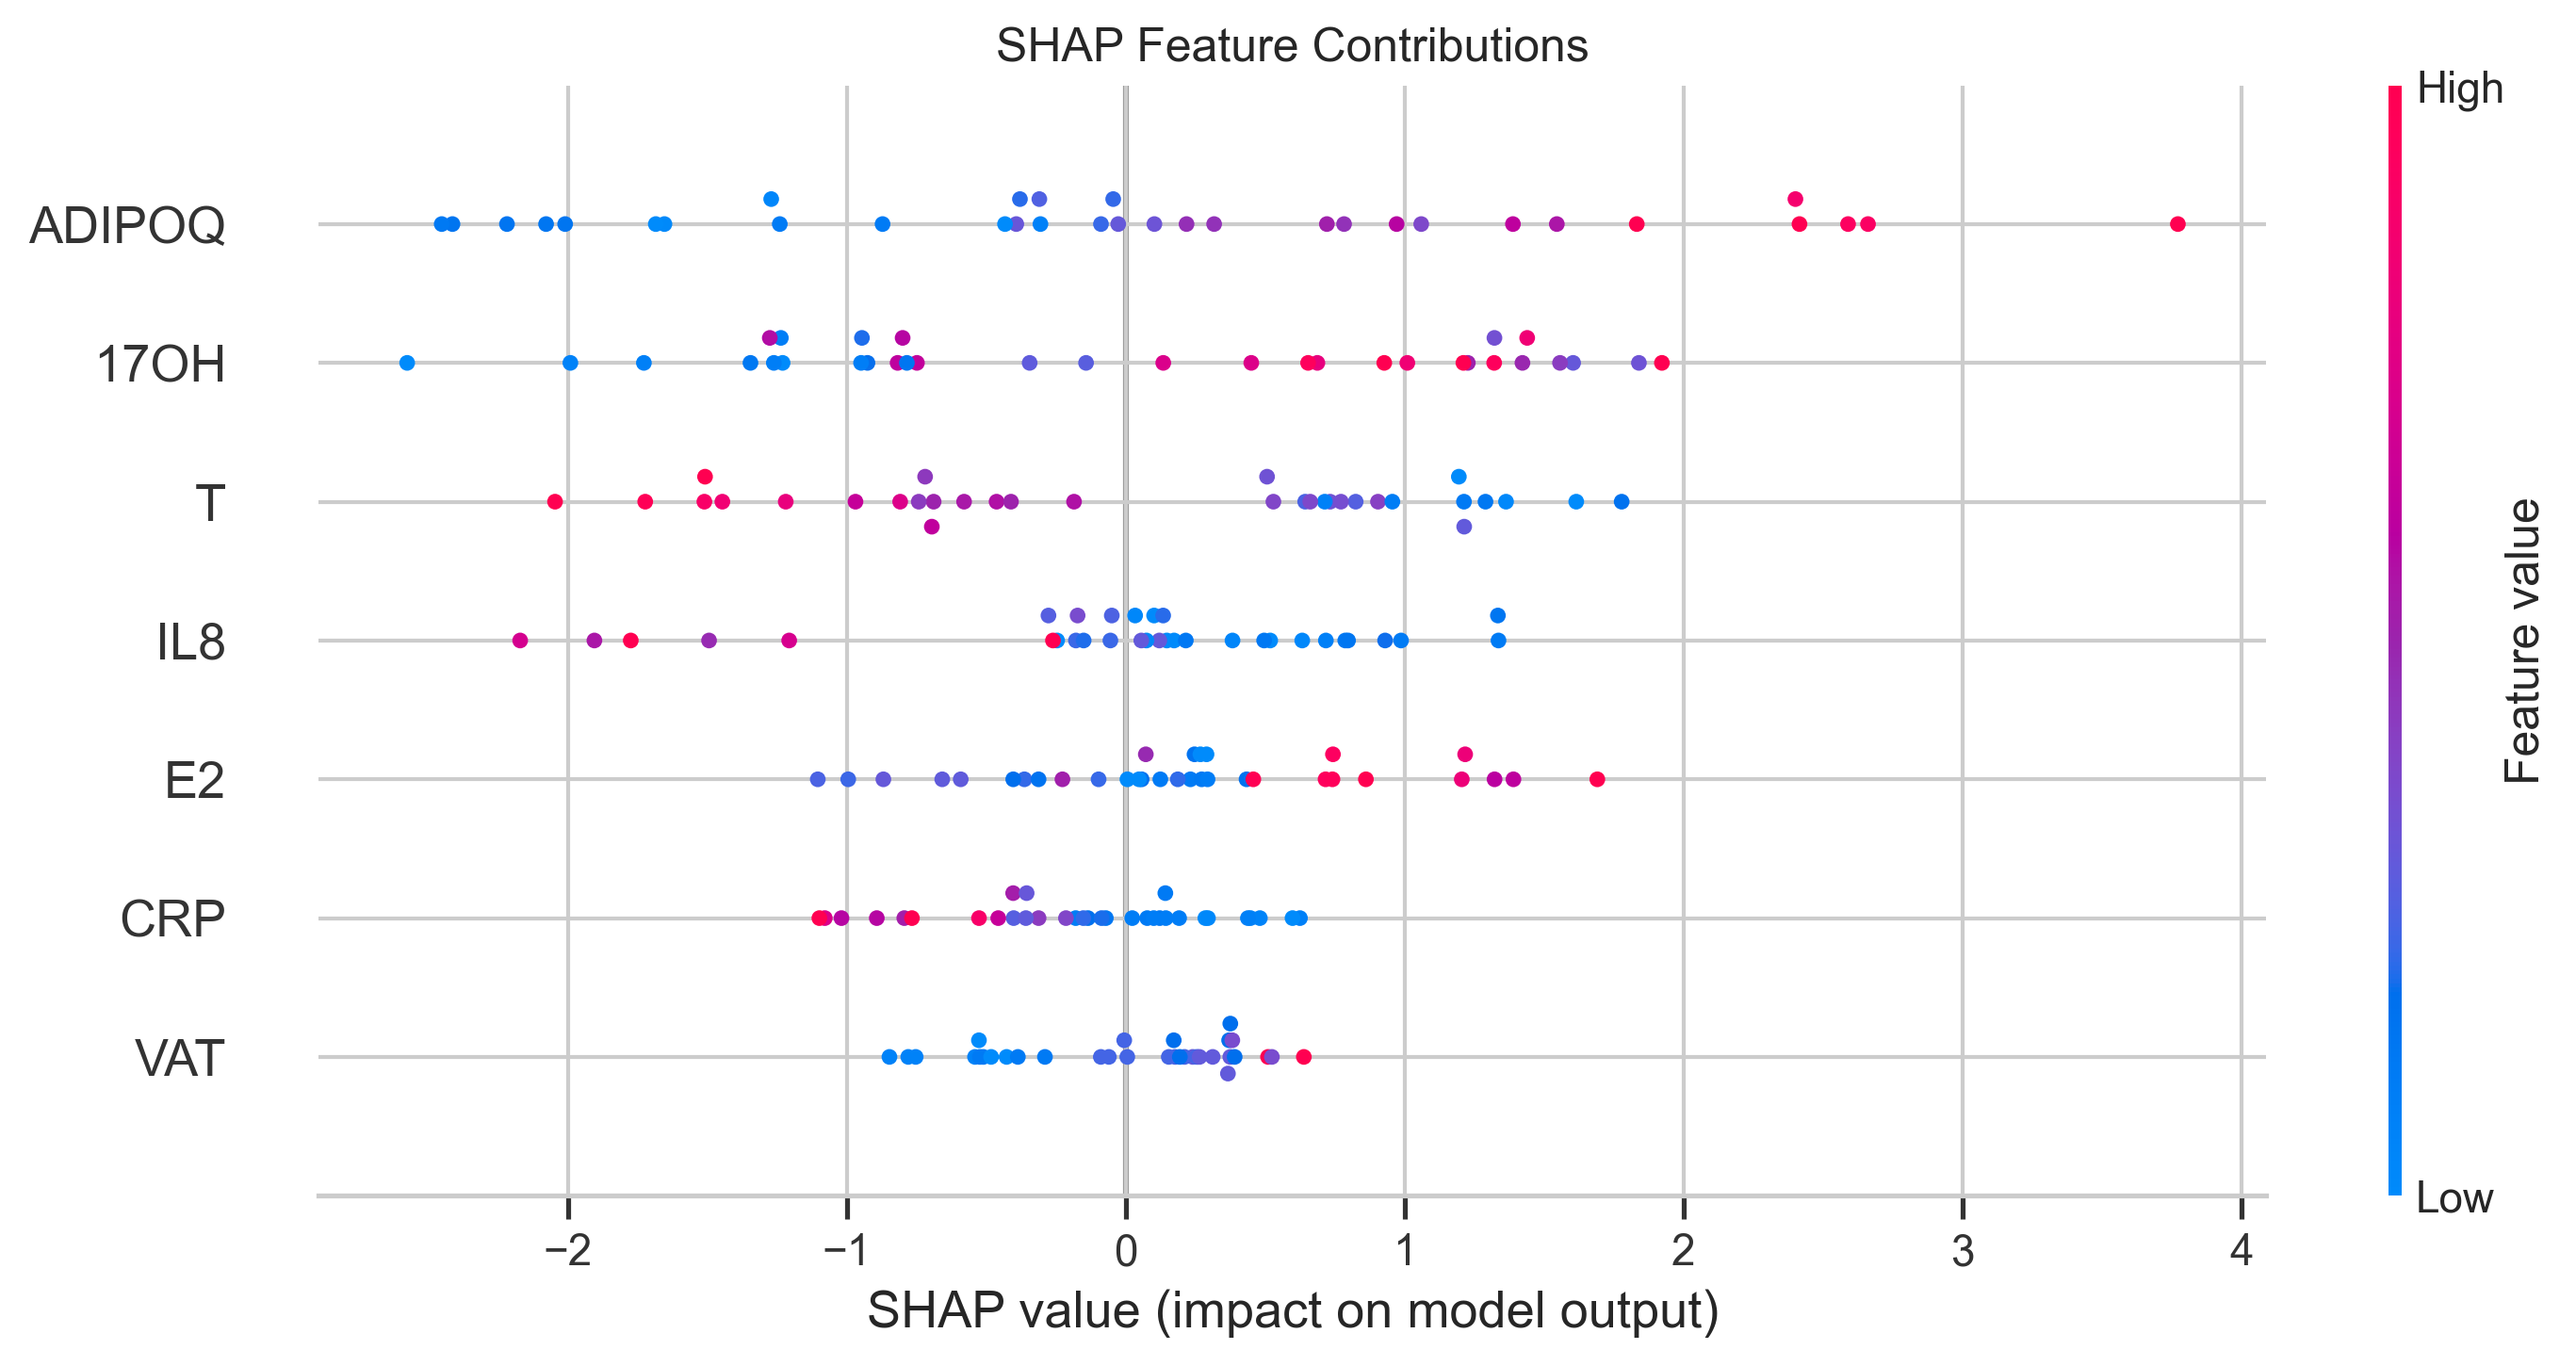 SHAP Feature Contributions
High
ADIPOQ
17OH
T
IL8
E2
CRP
VAT
Feature value
Low
−2 −1 0 1 2 3 4
SHAP value (impact on model output)